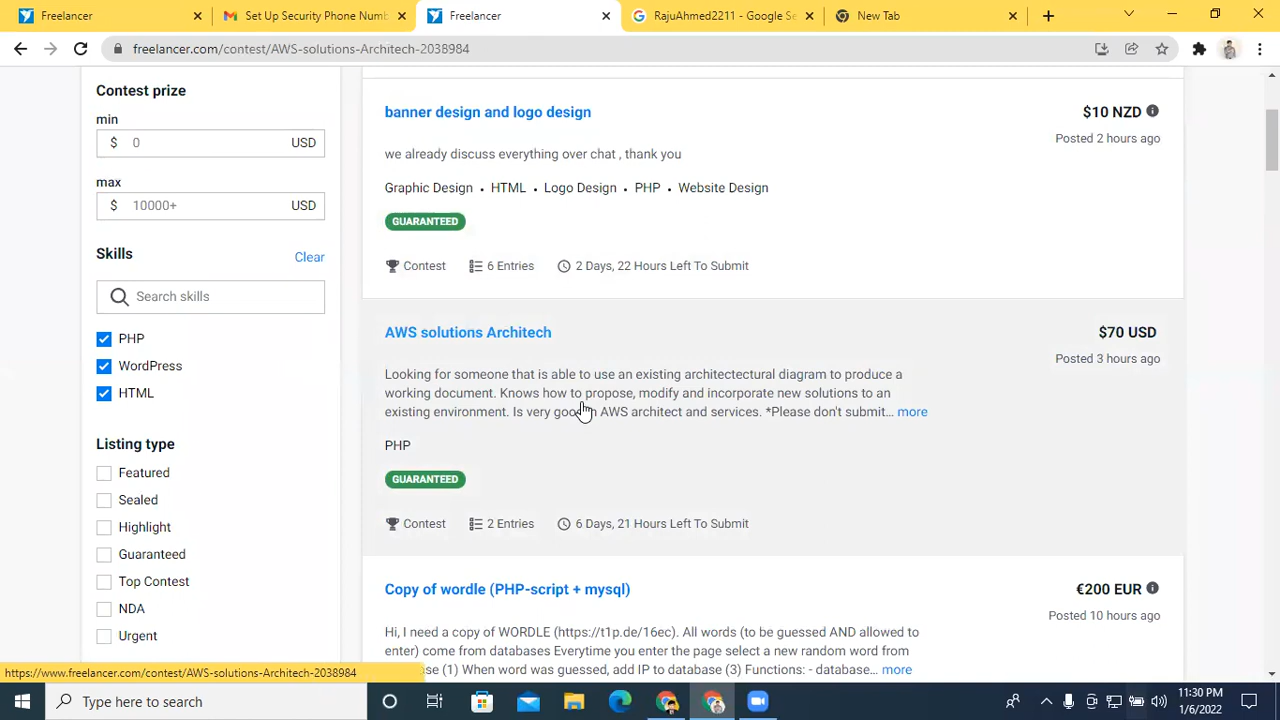 Freelancer
Set Up Security Phone Numb
Freelancer
RajuAhmed2211 - Google Se
New Tab
freelancer.com/contest/AWS-solutions-Architech-2038984
Contest prize
min
$ 0 USD
max
$ 10000+ USD
Skills Clear
Search skills
PHP
WordPress
HTML
Listing type
Featured
Sealed
Highlight
Guaranteed
Top Contest
NDA
Urgent
banner design and logo design
$10 NZD
Posted 2 hours ago
we already discuss everything over chat , thank you
Graphic Design • HTML • Logo Design • PHP • Website Design
GUARANTEED
Contest 6 Entries 2 Days, 22 Hours Left To Submit
AWS solutions Architech
$70 USD
Posted 3 hours ago
Looking for someone that is able to use an existing architectectural diagram to produce a
working document. Knows how to propose, modify and incorporate new solutions to an
existing environment. Is very good in AWS architect and services. *Please don't submit... more
PHP
GUARANTEED
Contest 2 Entries 6 Days, 21 Hours Left To Submit
Copy of wordle (PHP-script + mysql)
€200 EUR
Posted 10 hours ago
Hi, I need a copy of WORDLE (https://t1p.de/16ec). All words (to be guessed AND allowed to
enter) come from databases Everytime you enter the page select a new random word from
se (1) When word was guessed, add IP to database (3) Functions: - database... more
https://www.freelancer.com/contest/AWS-solutions-Architech-2038984
Type here to search
11:30 PM
1/6/2022